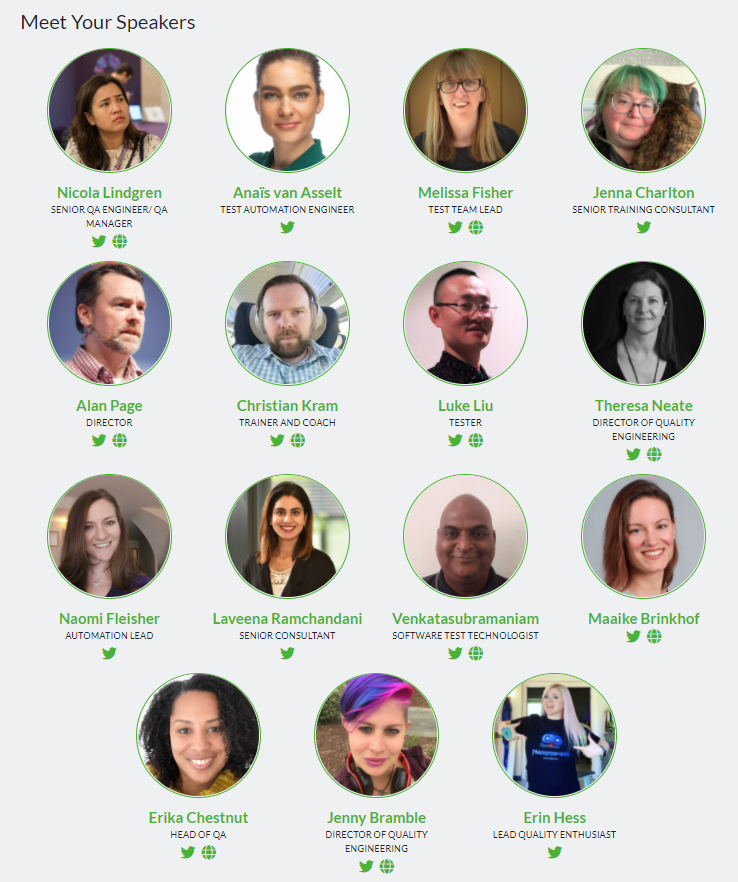 Meet Your Speakers
Nicola Lindgren
SENIOR QA ENGINEER/ QA
MANAGER
Anaïs van Asselt
TEST AUTOMATION ENGINEER
Melissa Fisher
TEST TEAM LEAD
Jenna Charlton
SENIOR TRAINING CONSULTANT
Alan Page
DIRECTOR
Christian Kram
TRAINER AND COACH
Luke Liu
TESTER
Theresa Neate
DIRECTOR OF QUALITY
ENGINEERING
Naomi Fleisher
AUTOMATION LEAD
Laveena Ramchandani
SENIOR CONSULTANT
Venkatasubramaniam
SOFTWARE TEST TECHNOLOGIST
Maaike Brinkhof
Erika Chestnut
HEAD OF QA
Jenny Bramble
DIRECTOR OF QUALITY
ENGINEERING
Erin Hess
LEAD QUALITY ENTHUSIAST